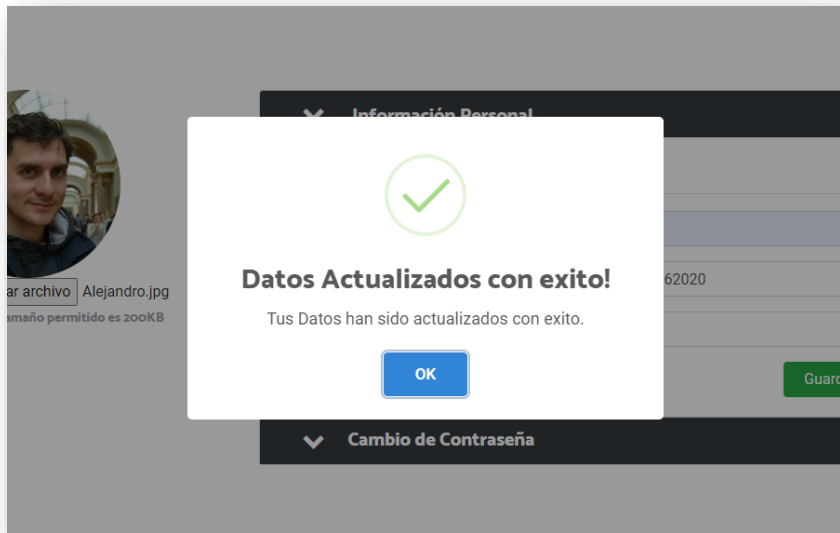 Información Personal
Datos Actualizados con exito!
Tus Datos han sido actualizados con exito.
OK
ar archivo Alejandro.jpg
amaño permitido es 200KB
62020
Guard
Cambio de Contraseña